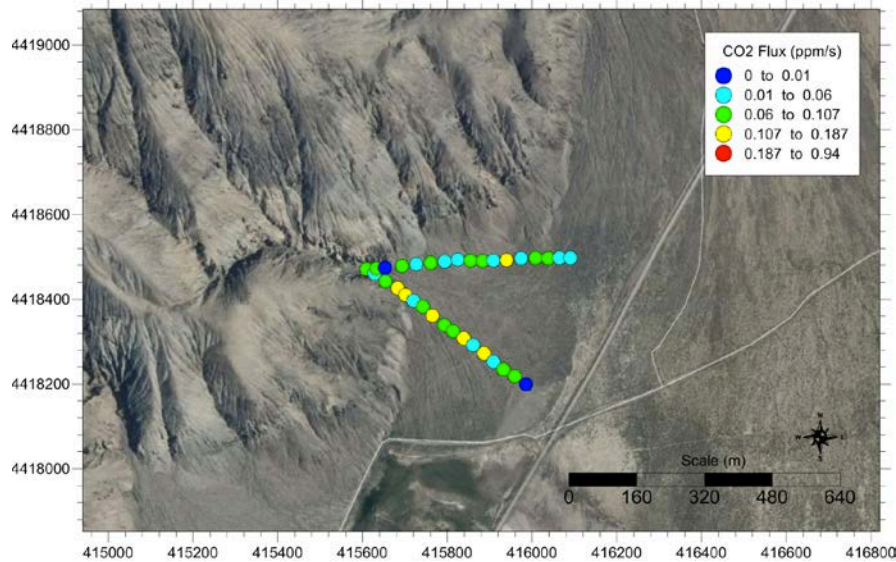 4419000
4418800
4418600
4418400
4418200
4418000
CO2 Flux (ppm/s)
0 to 0.01
0.01 to 0.06
0.06 to 0.107
0.107 to 0.187
0.187 to 0.94
N
W
S
Scale (m)
0 160 320 480 640
415000 415200 415400 415600 415800 416000 416200 416400 416600 416800